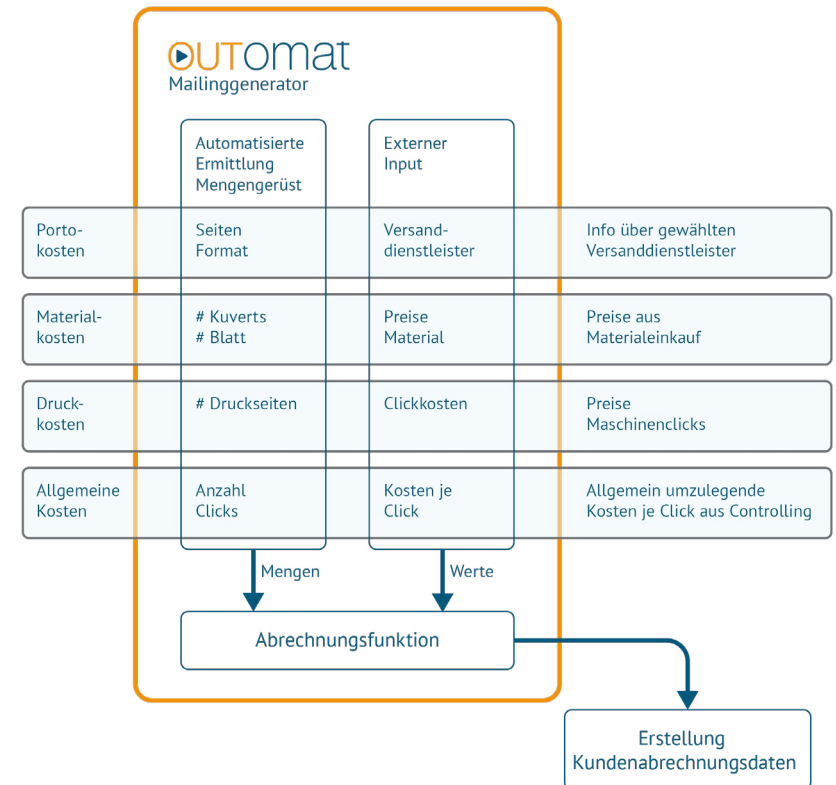 OUTomat
Mailinggenerator
Automatisierte
Ermittlung
Mengengerüst
Externer
Input
Porto-
kosten
Seiten
Format
Versand-
dienstleister
Info über gewählten
Versanddienstleister
Material-
kosten
# Kuverts
# Blatt
Preise
Material
Preise aus
Materialeinkauf
Druck-
kosten
# Druckseiten
Clickkosten
Preise
Maschinenclicks
Allgemeine
Kosten
Anzahl
Clicks
Kosten je
Click
Allgemein umzulegende
Kosten je Click aus Controlling
Mengen
Werte
Abrechnungsfunktion
Erstellung
Kundenabrechnungsdaten